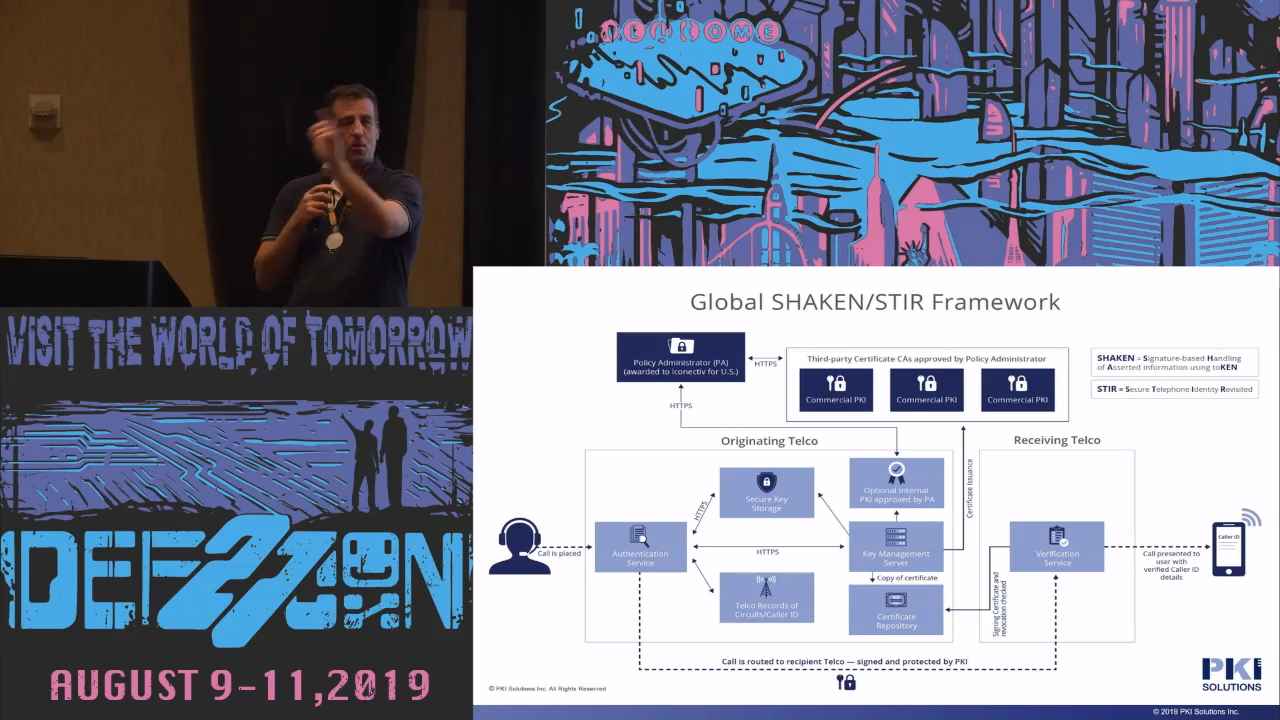 WELCOME
VISIT THE WORLD OF TOMORROW
DEF CON
AUGUST 9 – 11, 2019
Global SHAKEN/STIR Framework
Policy Administrator (PA)
(awarded to iconectiv for U.S.)
HTTPS
Third-party Certificate CAs approved by Policy Administrator
Commercial PKI
Commercial PKI
Commercial PKI
SHAKEN = Signature-based Handling
of Asserted information using toKEN
STIR = Secure Telephone Identity Revisited
HTTPS
Originating Telco
Receiving Telco
Secure Key
Storage
Optional Internal
PKI approved by PA
Certificate Issuance
HTTPS
Call is placed
Authentication
Service
HTTPS
Key Management
Server
Verification
Service
Caller ID
Call presented to
user with
verified Caller ID
details
Copy of certificate
Telco Records of
Circuits/Caller ID
Certificate
Repository
Signing Certificate and
revocation checked
Call is routed to recipient Telco — signed and protected by PKI
© PKI Solutions Inc. All Rights Reserved
PKI
SOLUTIONS
© 2019 PKI Solutions Inc.